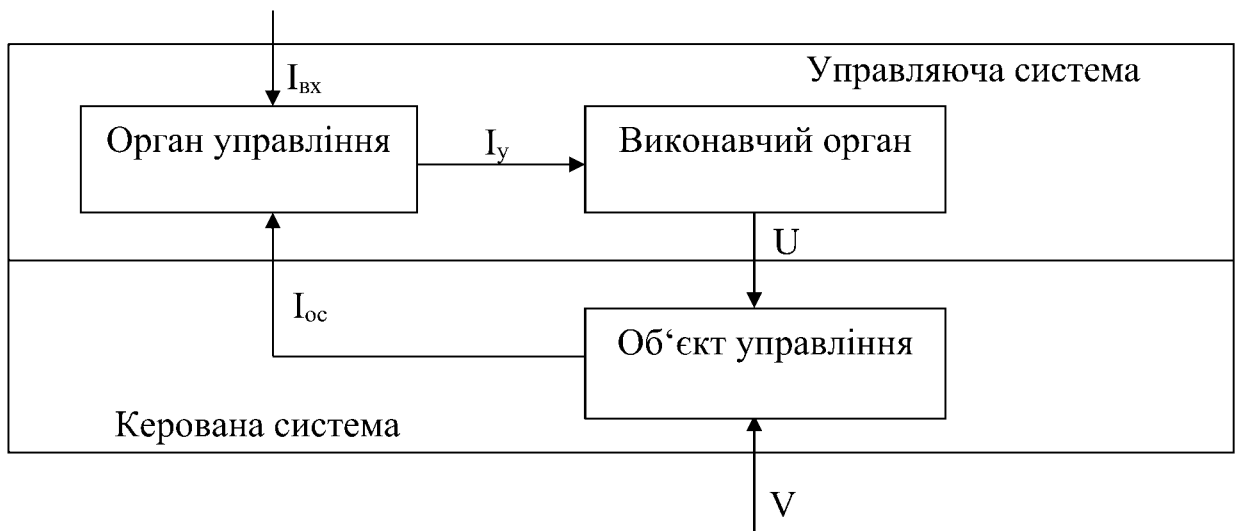 Управляюча система
Iвх
Орган управління
Iу
Виконавчий орган
U
Iос
Об‘єкт управління
Керована система
V